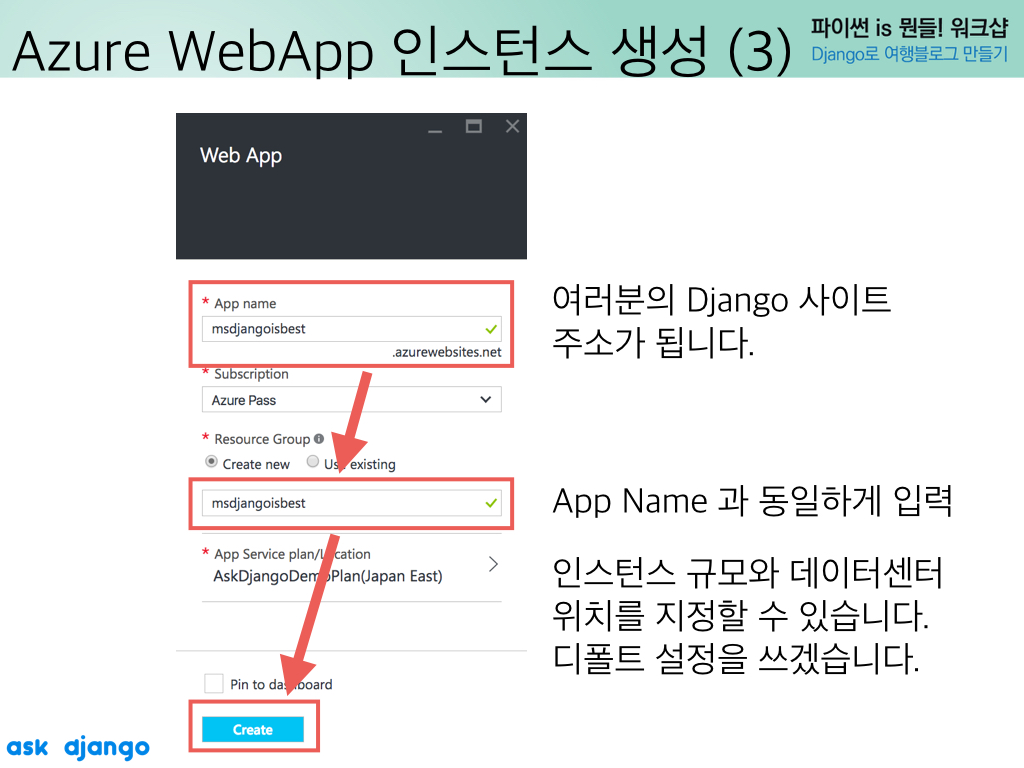 Azure WebApp 인스턴스 생성 (3)
파이썬 is 뭔들! 워크샵
Django로 여행블로그 만들기
Web App
* App name
msdjangoisbest
.azurewebsites.net
여러분의 Django 사이트
주소가 됩니다.
* Subscription
Azure Pass
* Resource Group
Create new Use existing
msdjangoisbest
App Name 과 동일하게 입력
* App Service plan/Location
AskDjangoDemoPlan(Japan East)
인스턴스 규모와 데이터센터
위치를 지정할 수 있습니다.
디폴트 설정을 쓰겠습니다.
Pin to dashboard
Create
ask django